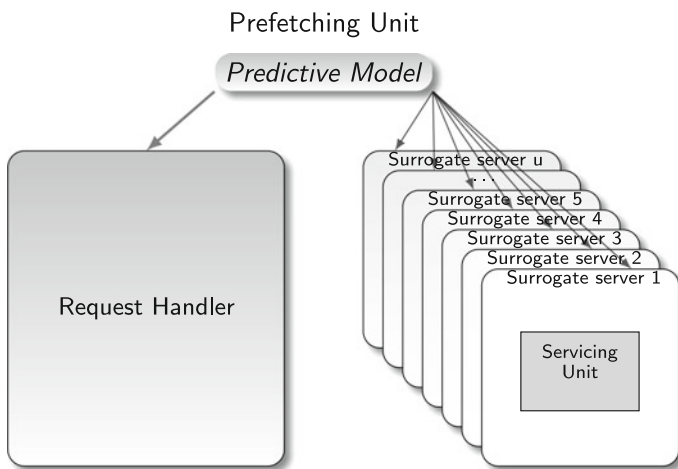 Prefetching Unit
Predictive Model
Surrogate server u
. . .
Surrogate server 5
Surrogate server 4
Surrogate server 3
Surrogate server 2
Surrogate server 1
Request Handler
Servicing
Unit